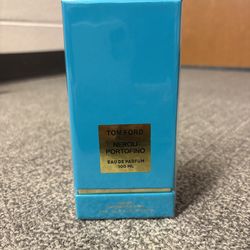 TOM FORD
NEROLI
PORTOFINO
EAU DE PARFUM
100 ML